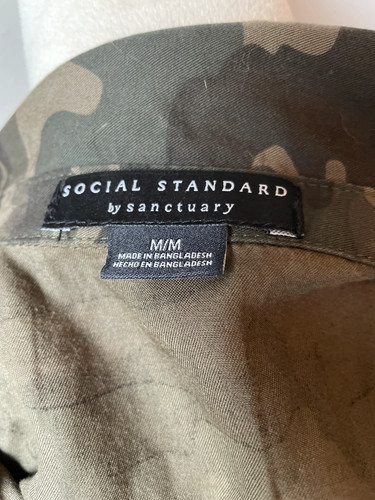 SOCIAL STANDARD
by sanctuary
M/M
MADE IN BANGLADESH
HECHO EN BANGLADESH